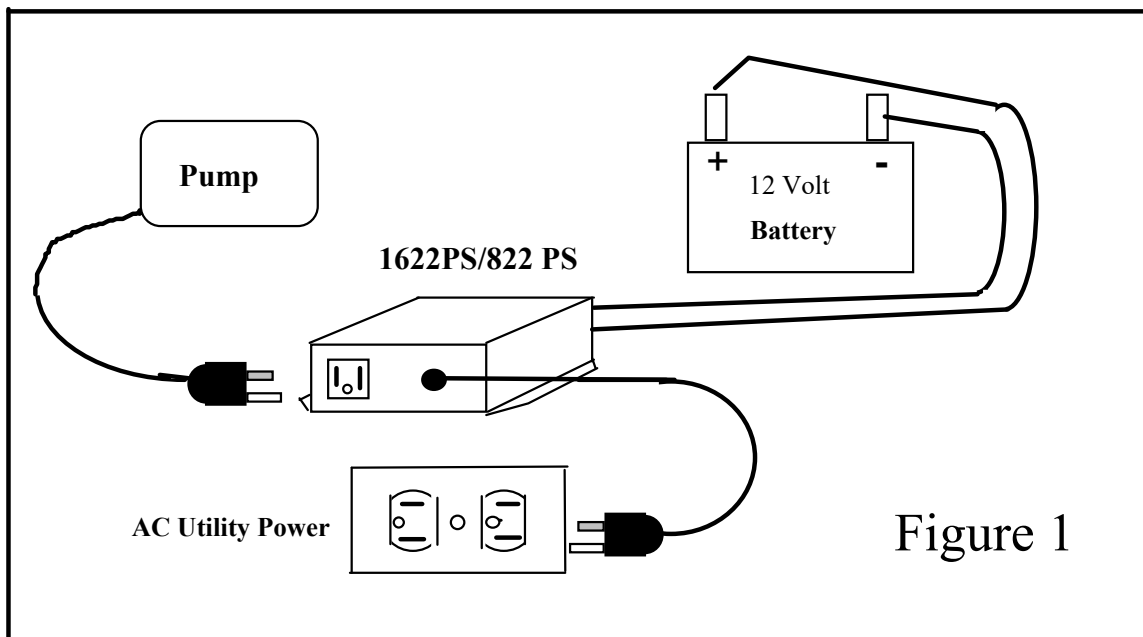 Pump
+ -
12 Volt
Battery
1622PS/822 PS
AC Utility Power
Figure 1